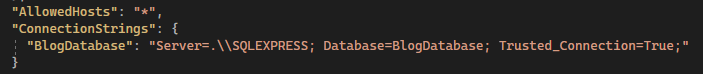 "AllowedHosts": "*",
"ConnectionStrings": {
"BlogDatabase": "Server=.\\SQLEXPRESS; Database=BlogDatabase; Trusted_Connection=True;"
}